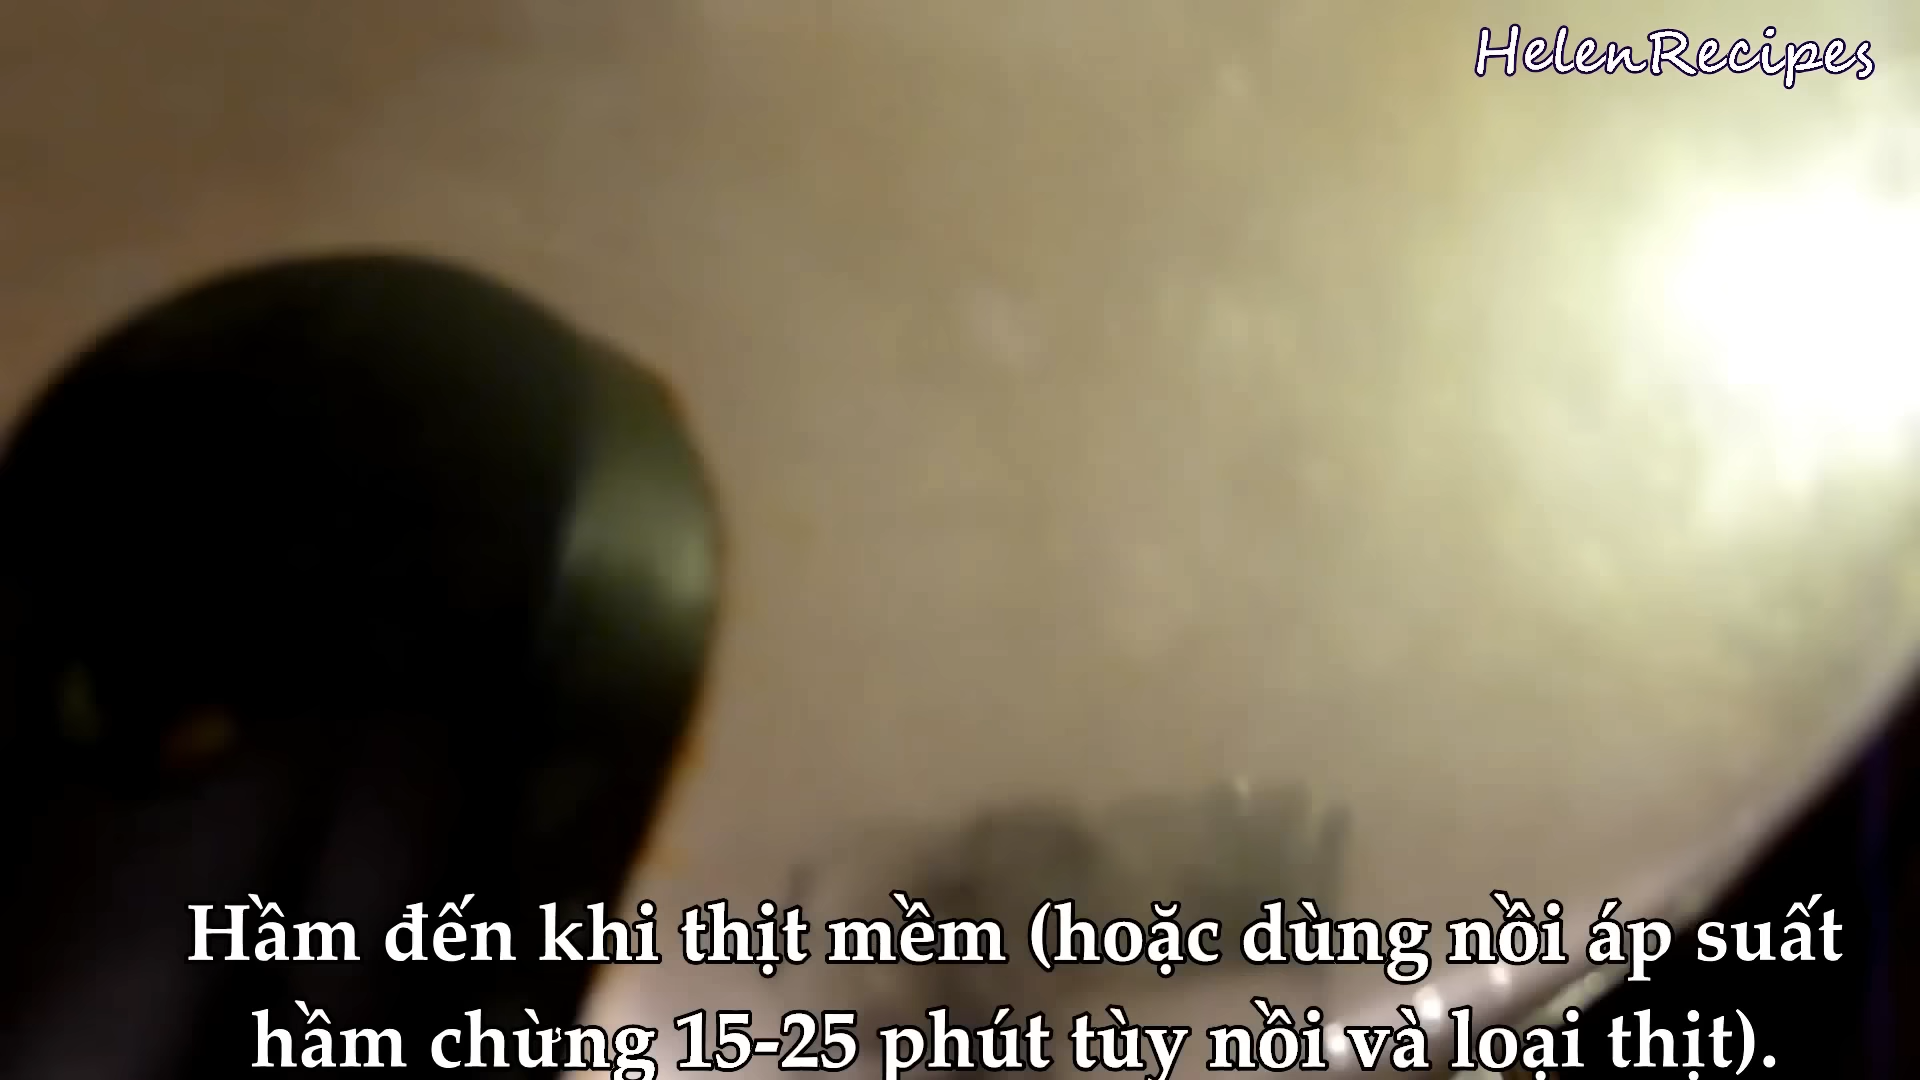 HelenRecipes
Hầm đến khi thịt mềm (hoặc dùng nồi áp suất
hầm chừng 15-25 phút tùy nồi và loại thịt).